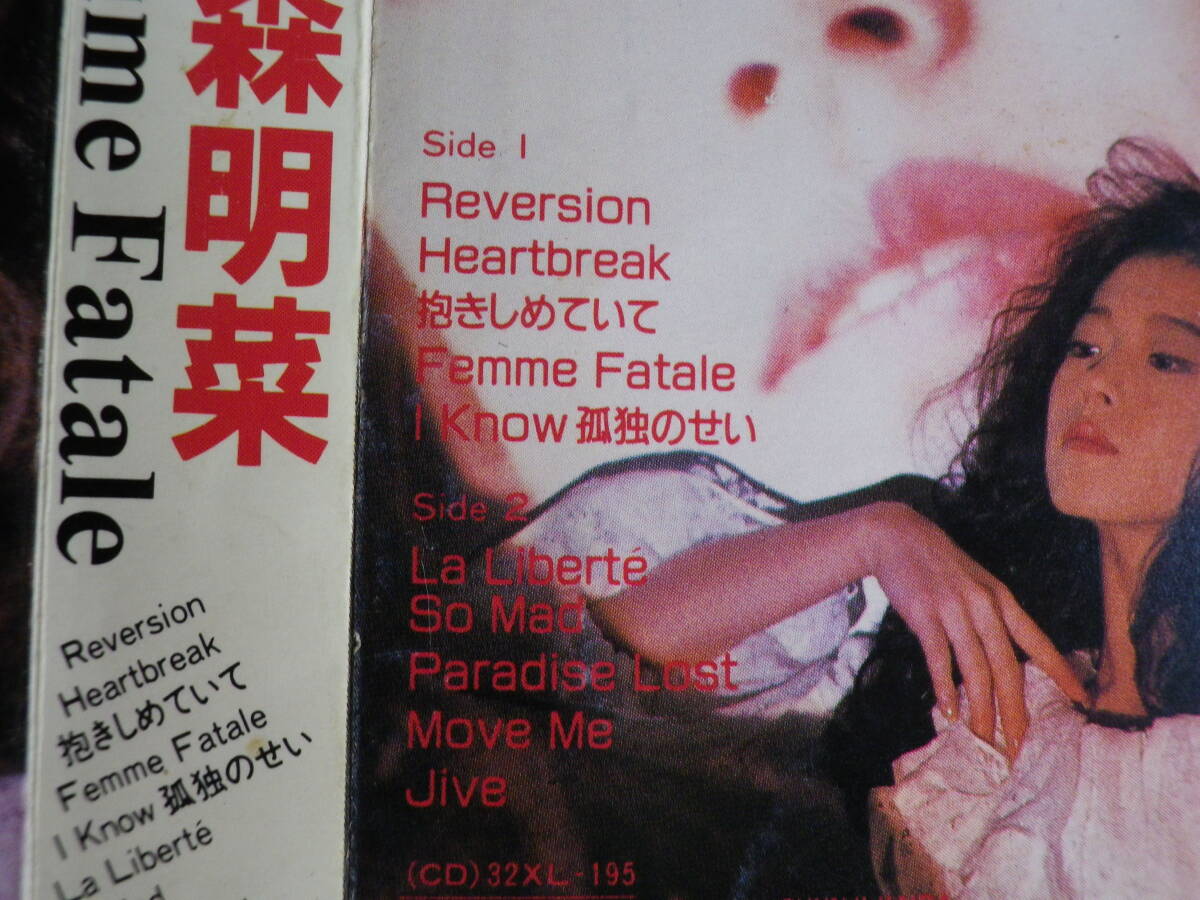 森明菜
Fatale
Reversion
Heartbreak
抱きしめていて
Femme Fatale
I Know 孤独のせい
La Liberté
Side 1
Reversion
Heartbreak
抱きしめていて
Femme Fatale
I Know 孤独のせい
Side 2
La Liberté
So Mad
Paradise Lost
Move Me
Jive
(CD) 32XL-195